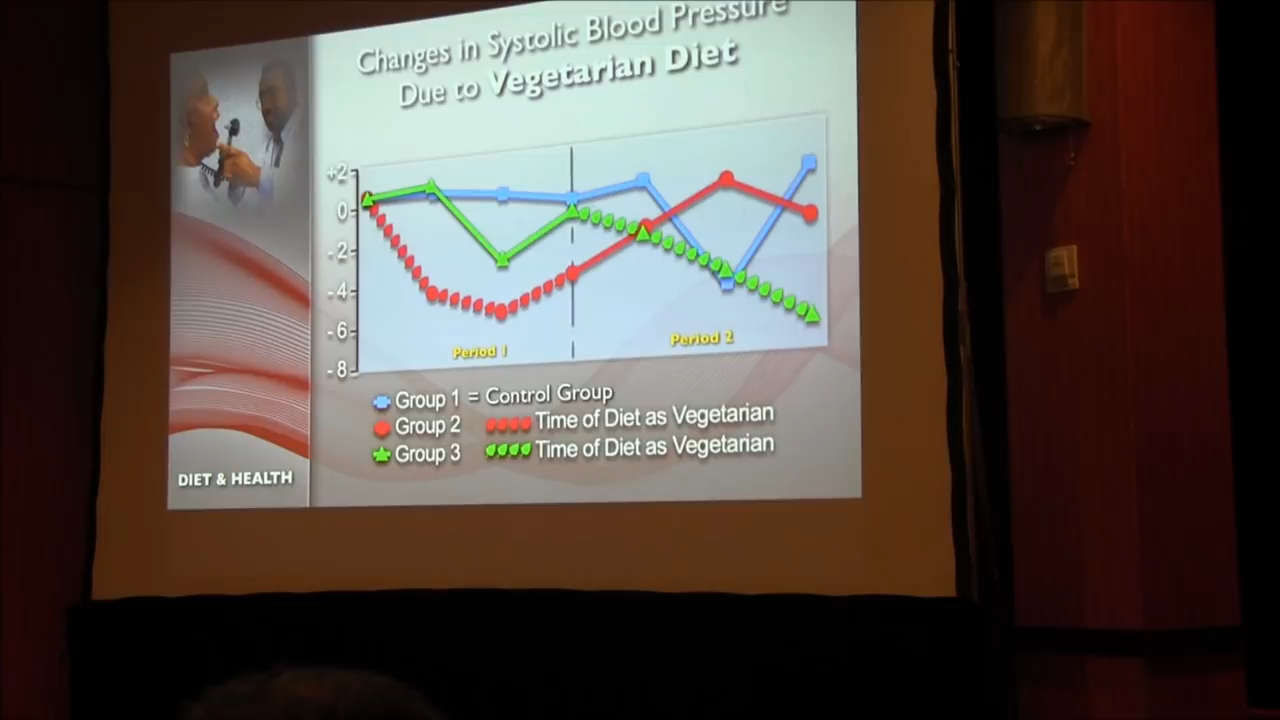 Changes in Systolic Blood Pressure
Due to Vegetarian Diet
+2
0
-2
-4
-6
-8
Period 1
Period 2
Group 1 = Control Group
Group 2 Time of Diet as Vegetarian
Group 3 Time of Diet as Vegetarian
DIET & HEALTH